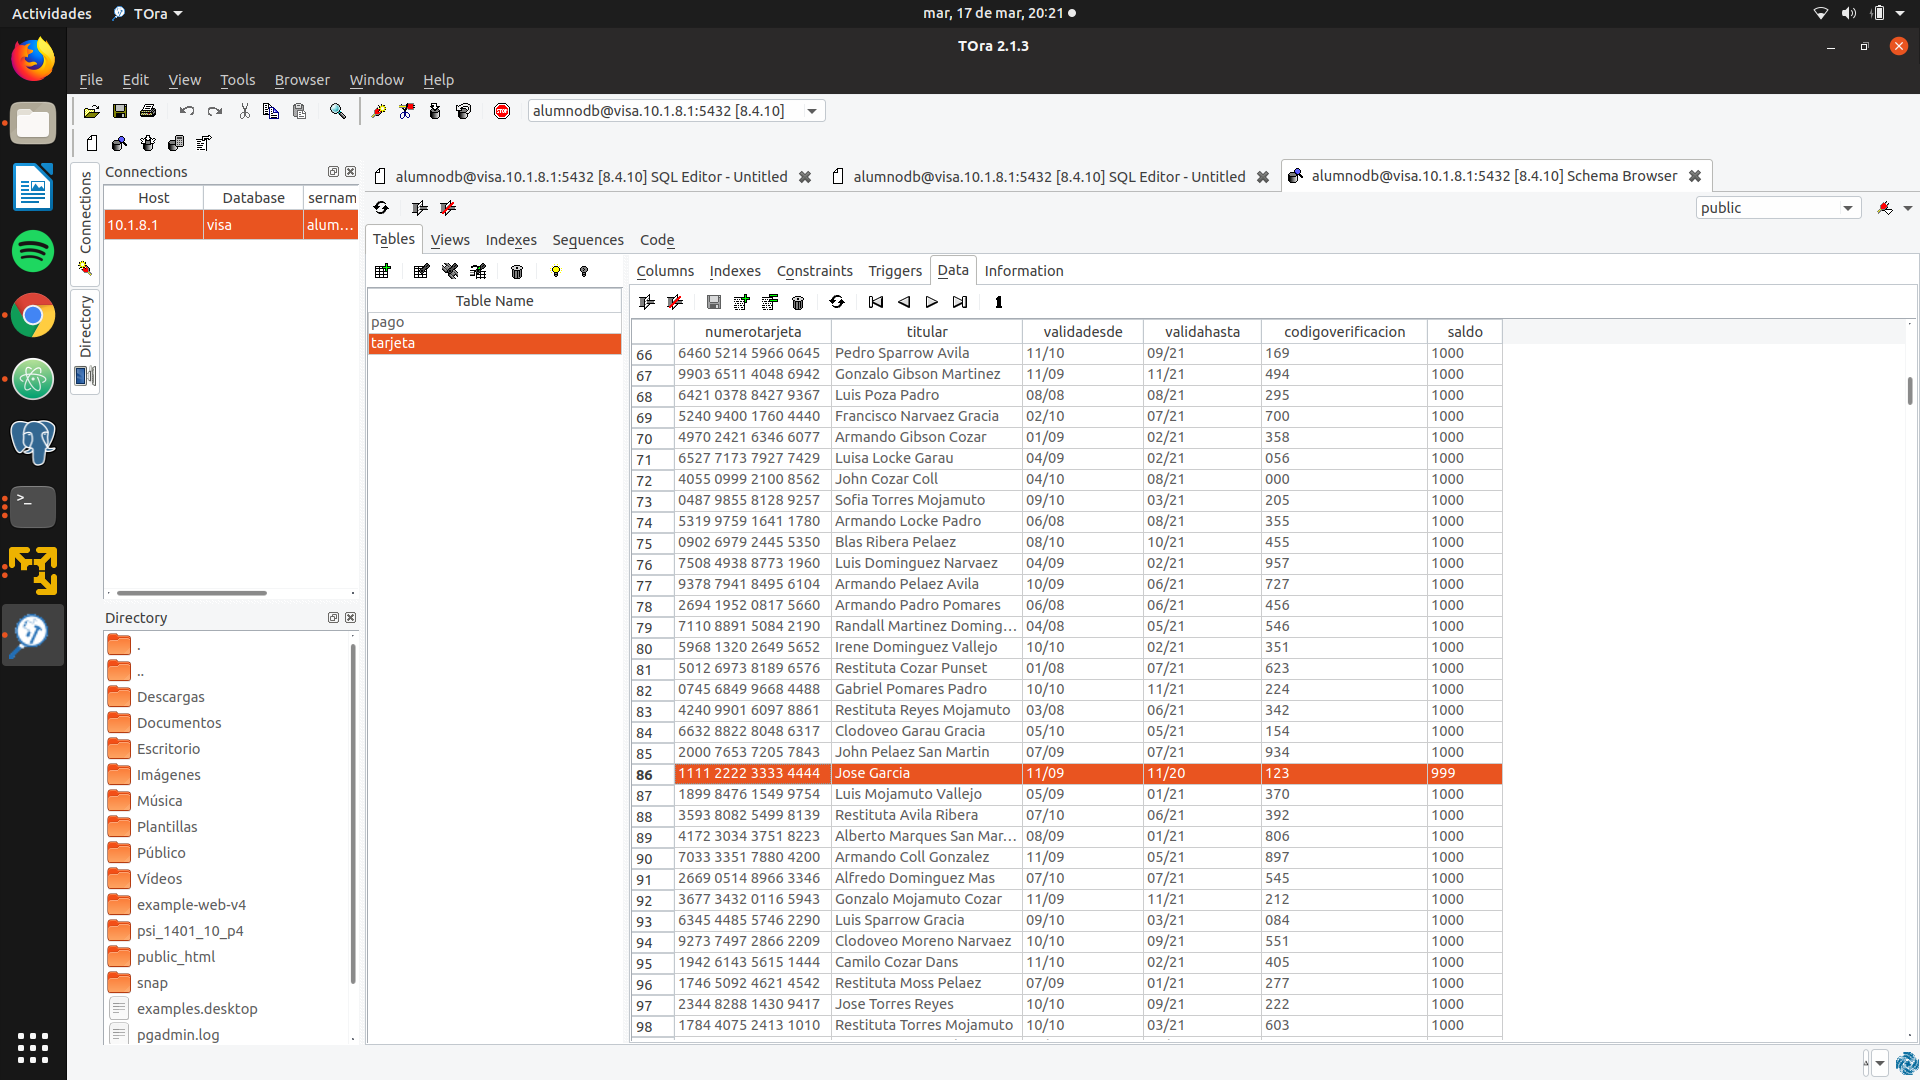 Actividades TOra mar, 17 de mar, 20:21
TOra 2.1.3
File Edit View Tools Browser Window Help
alumnodb@visa.10.1.8.1:5432 [8.4.10]
Connections
Directory
Connections
Host Database sernam
10.1.8.1 visa alum...
Directory
.
..
Descargas
Documentos
Escritorio
Imágenes
Música
Plantillas
Público
Vídeos
example-web-v4
psi_1401_10_p4
public_html
snap
examples.desktop
pgadmin.log
alumnodb@visa.10.1.8.1:5432 [8.4.10] SQL Editor - Untitled
alumnodb@visa.10.1.8.1:5432 [8.4.10] SQL Editor - Untitled
alumnodb@visa.10.1.8.1:5432 [8.4.10] Schema Browser
public
Tables Views Indexes Sequences Code
Table Name
pago
tarjeta
Columns Indexes Constraints Triggers Data Information
1
numerotarjeta titular validadesde validahasta codigoverificacion saldo
66 6460 5214 5966 0645 Pedro Sparrow Avila 11/10 09/21 169 1000
67 9903 6511 4048 6942 Gonzalo Gibson Martinez 11/09 11/21 494 1000
68 6421 0378 8427 9367 Luis Poza Padro 08/08 08/21 295 1000
69 5240 9400 1760 4440 Francisco Narvaez Gracia 02/10 07/21 700 1000
70 4970 2421 6346 6077 Armando Gibson Cozar 01/09 02/21 358 1000
71 6527 7173 7927 7429 Luisa Locke Garau 04/09 02/21 056 1000
72 4055 0999 2100 8562 John Cozar Coll 04/10 08/21 000 1000
73 0487 9855 8128 9257 Sofia Torres Mojamuto 09/10 03/21 205 1000
74 5319 9759 1641 1780 Armando Locke Padro 06/08 08/21 355 1000
75 0902 6979 2445 5350 Blas Ribera Pelaez 08/10 10/21 455 1000
76 7508 4938 8773 1960 Luis Dominguez Narvaez 04/09 02/21 957 1000
77 9378 7941 8495 6104 Armando Pelaez Avila 10/09 06/21 727 1000
78 2694 1952 0817 5660 Armando Padro Pomares 06/08 06/21 456 1000
79 7110 8891 5084 2190 Randall Martinez Doming... 04/08 05/21 546 1000
80 5968 1320 2649 5652 Irene Dominguez Vallejo 10/10 02/21 351 1000
81 5012 6973 8189 6576 Restituta Cozar Punset 01/08 07/21 623 1000
82 0745 6849 9668 4488 Gabriel Pomares Padro 10/10 11/21 224 1000
83 4240 9901 6097 8861 Restituta Reyes Mojamuto 03/08 06/21 342 1000
84 6632 8822 8048 6317 Clodoveo Garau Gracia 05/10 05/21 154 1000
85 2000 7653 7205 7843 John Pelaez San Martin 07/09 07/21 934 1000
86 1111 2222 3333 4444 Jose Garcia 11/09 11/20 123 999
87 1899 8476 1549 9754 Luis Mojamuto Vallejo 05/09 01/21 370 1000
88 3593 8082 5499 8139 Restituta Avila Ribera 07/10 06/21 392 1000
89 4172 3034 3751 8223 Alberto Marques San Mar... 08/09 01/21 806 1000
90 7033 3351 7880 4200 Armando Coll Gonzalez 11/09 05/21 897 1000
91 2669 0514 8966 3346 Alfredo Dominguez Mas 07/10 07/21 545 1000
92 3677 3432 0116 5943 Gonzalo Mojamuto Cozar 11/09 11/21 212 1000
93 6345 4485 5746 2290 Luis Sparrow Gracia 09/10 03/21 084 1000
94 9273 7497 2866 2209 Clodoveo Moreno Narvaez 10/10 09/21 551 1000
95 1942 6143 5615 1444 Camilo Cozar Dans 11/10 02/21 405 1000
96 1746 5092 4621 4542 Restituta Moss Pelaez 07/09 01/21 277 1000
97 2344 8288 1430 9417 Jose Torres Reyes 10/10 09/21 222 1000
98 1784 4075 2413 1010 Restituta Torres Mojamuto 10/10 03/21 603 1000